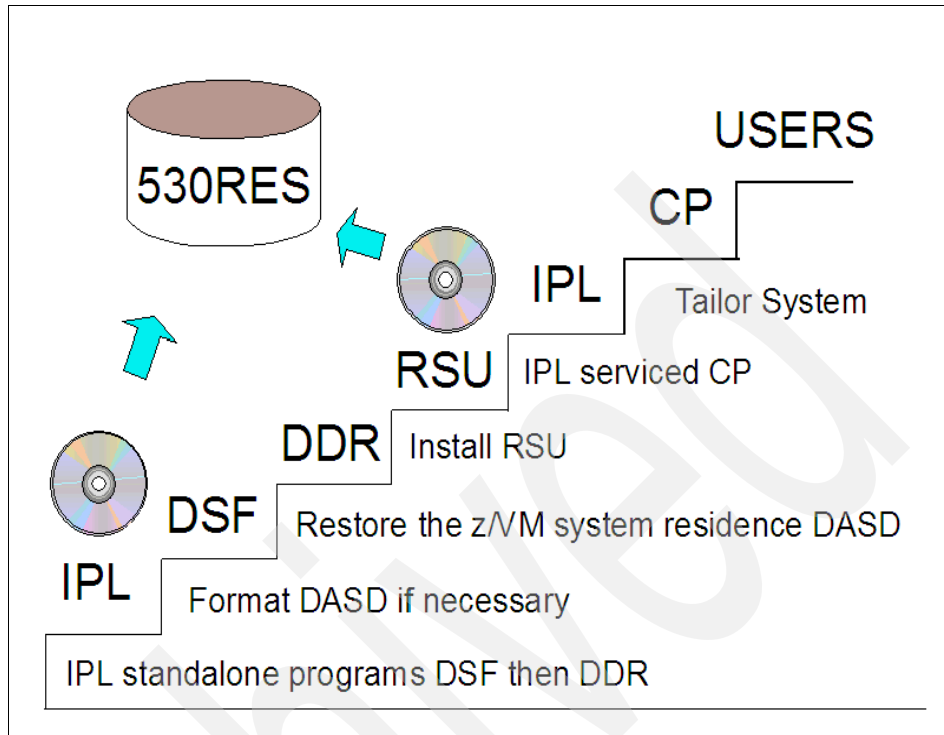 USERS
530RES
CP
IPL
Tailor System
RSU
IPL serviced CP
DDR
Install RSU
DSF
Restore the z/VM system residence DASD
IPL
Format DASD if necessary
IPL standalone programs DSF then DDR
hived